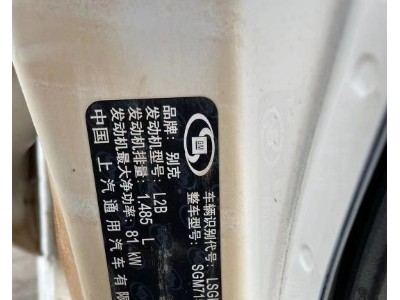 品牌: 别克
发动机型号: L2B
发动机排量: 1.485 L
发动机最大净功率: 81 kW
中国 上汽通用汽车有限
车辆识别代号: LSG
整车型号: SGM71